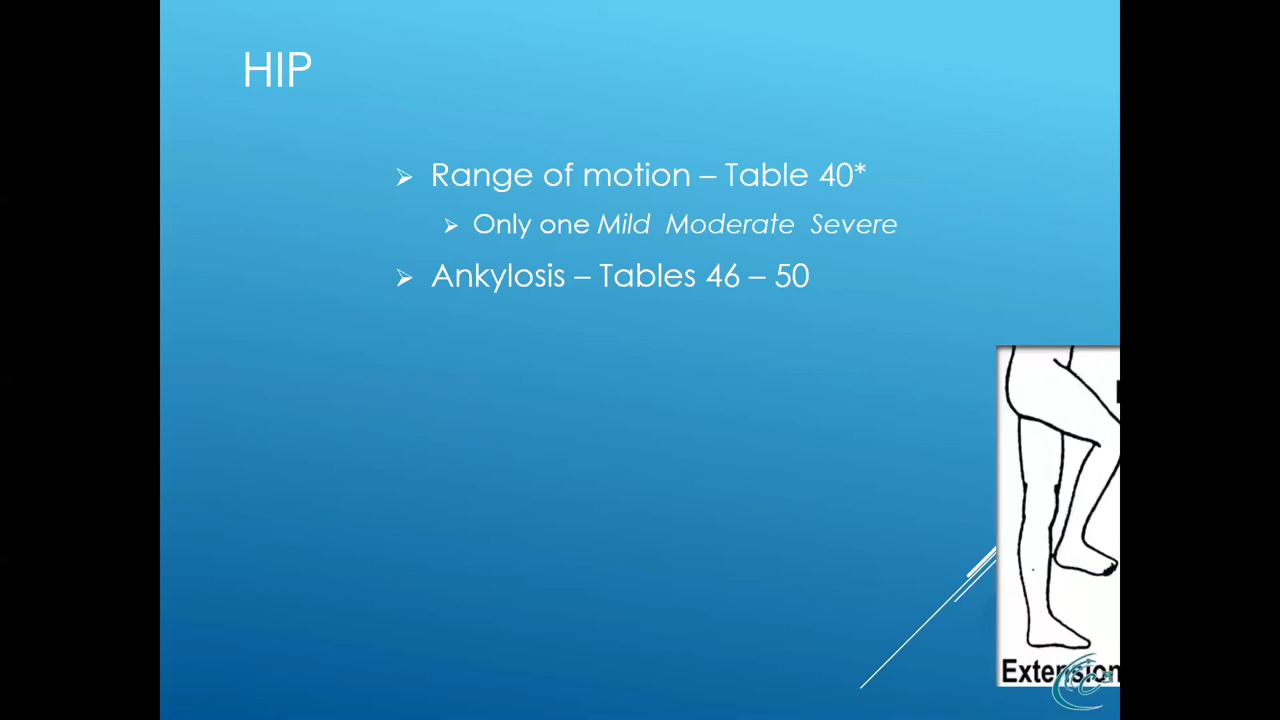 HIP
Range of motion – Table 40*
Only one Mild Moderate Severe
Ankylosis – Tables 46 – 50
Extension